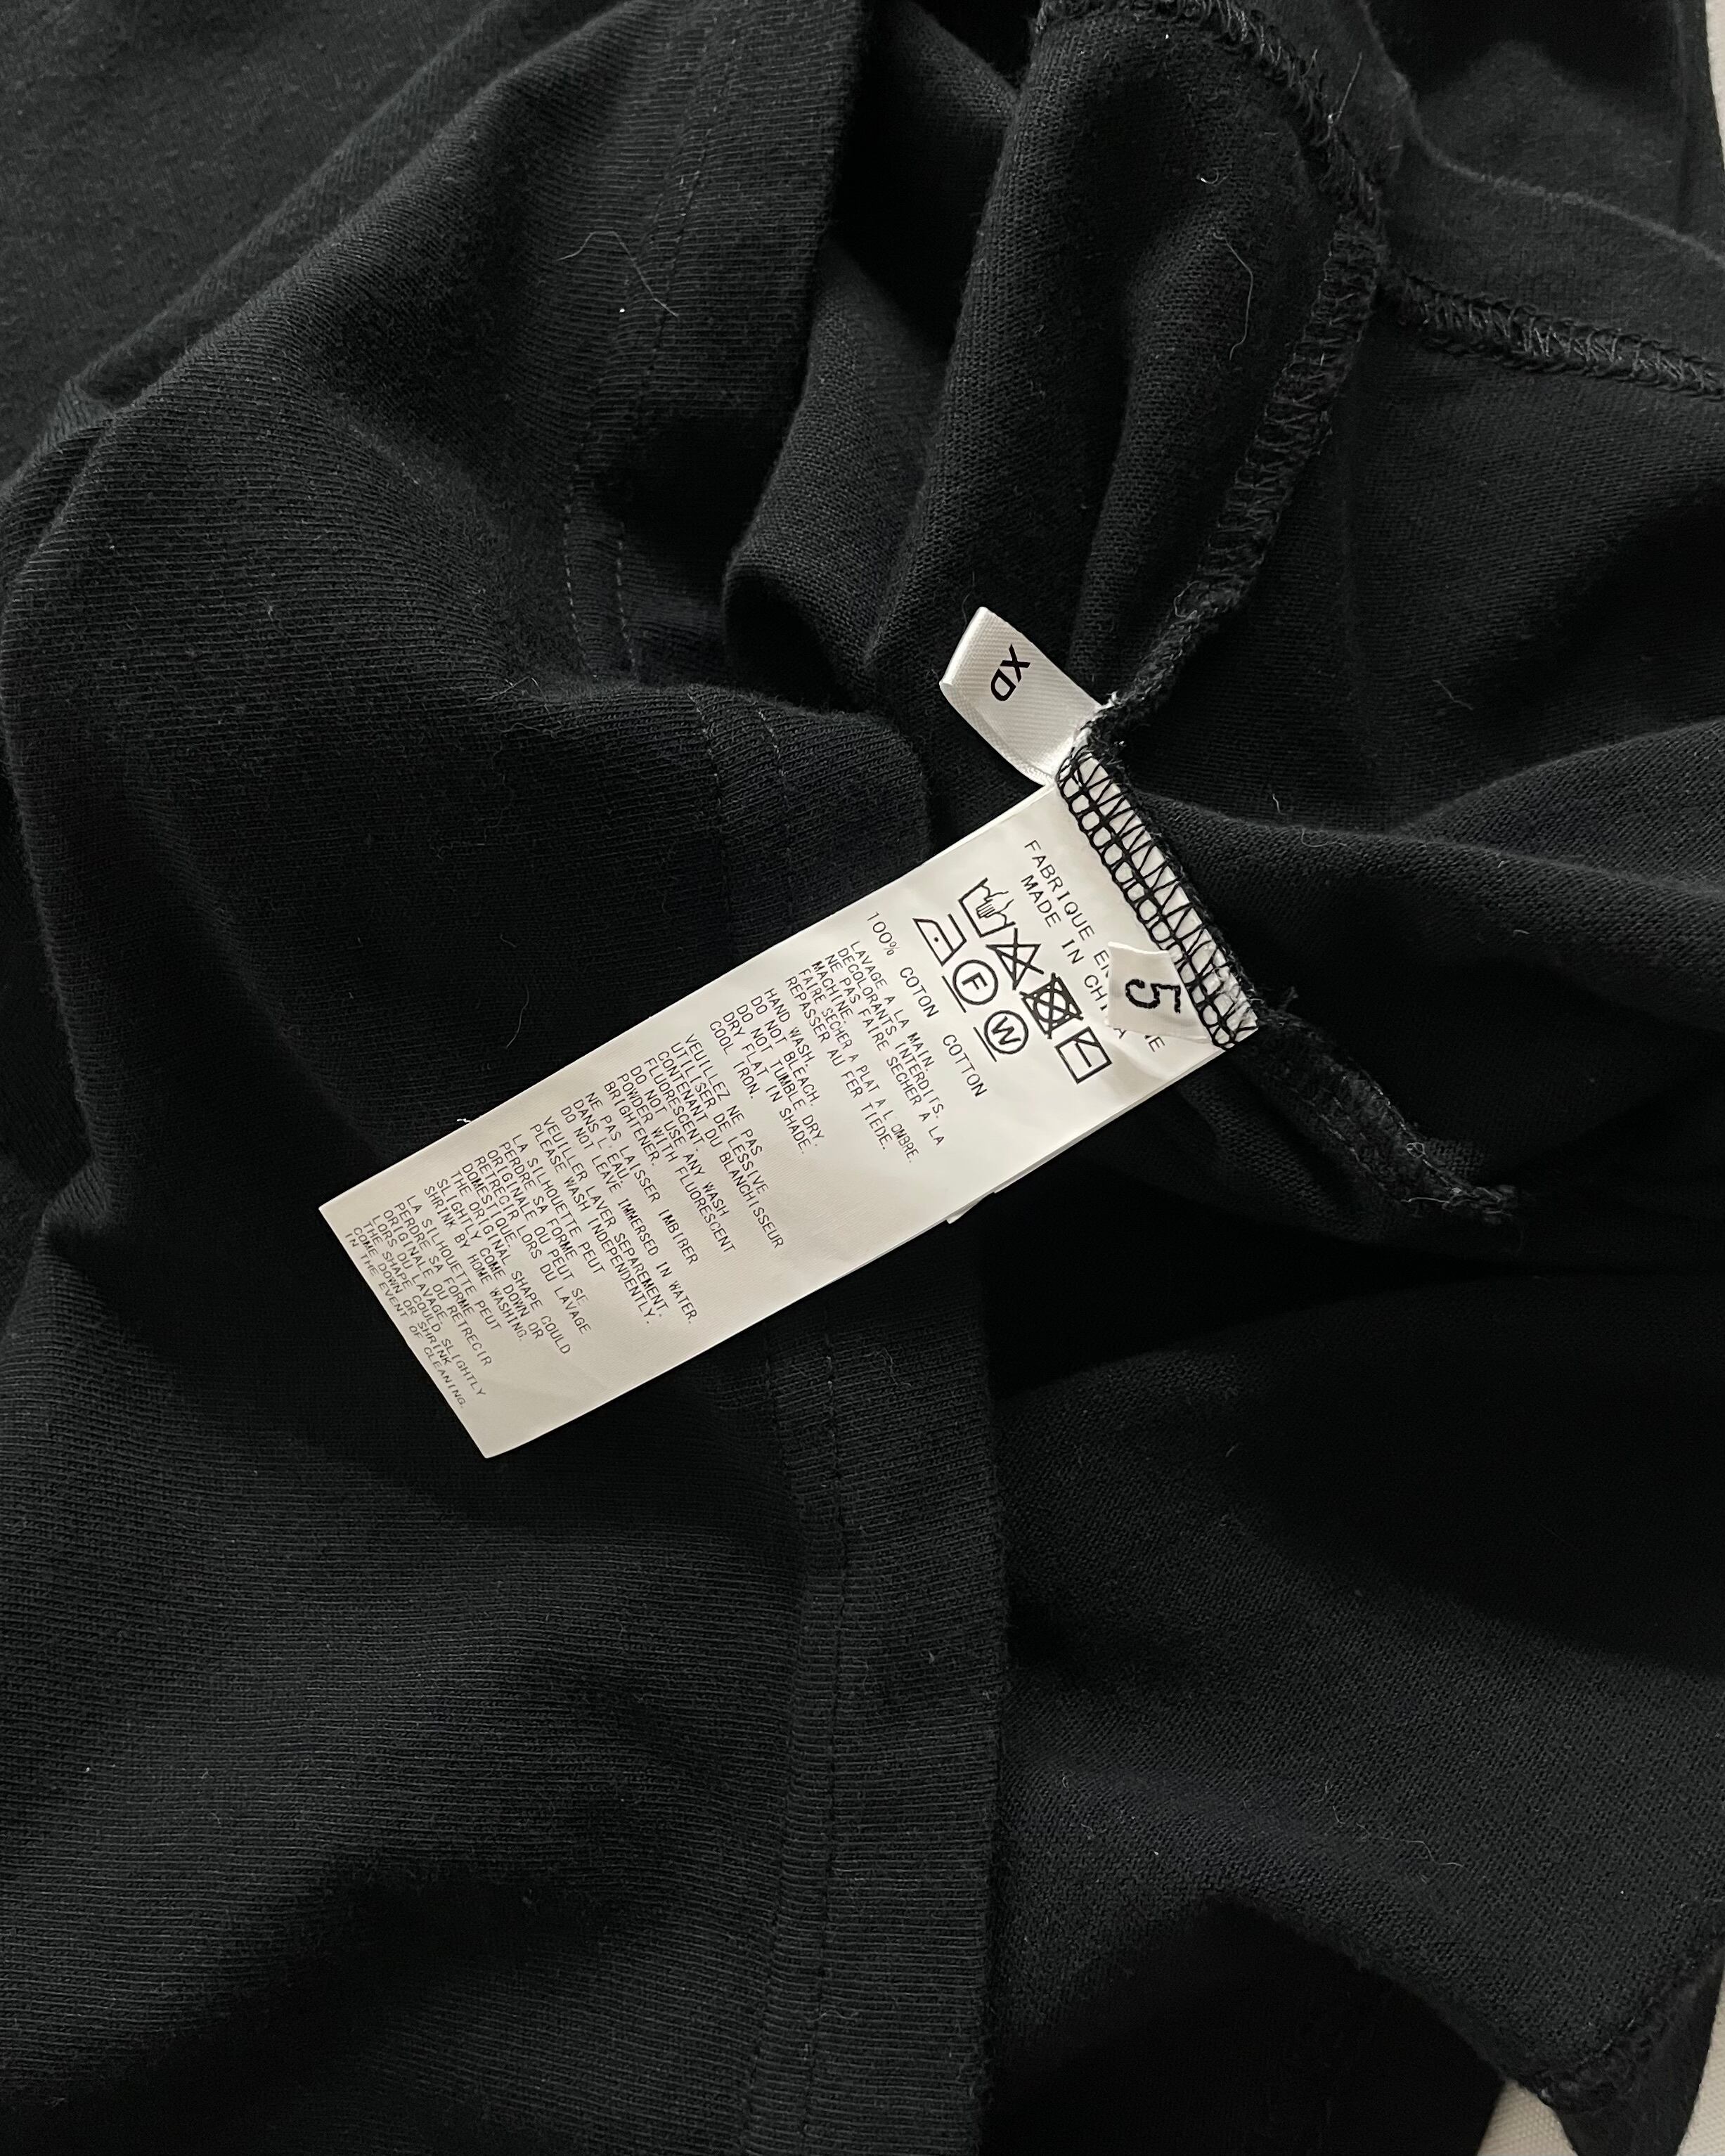 XD
5
FABRIQUE EN
MADE IN CHI A
F
W
100% COTON COTTON
LAVAGE A LA MAIN.
DECOLORANTS INTERDITS.
NE PAS FAIRE SECHER A LA
MACHINE.
FAIRE SECHER A PLAT A L OMBRE.
REPASSER AU FER TIEDE.
HAND WASH.
DO NOT BLEACH.
DO NOT TUMBLE DRY.
DRY FLAT IN SHADE.
COOL IRON.
VEUILLEZ NE PAS
UTILISER DE LESSIVE
CONTENANT DU BLANCHISSEUR
FLUORESCENT
DO NOT USE ANY WASH
POWDER WITH FLUORESCENT
BRIGHTENER.
NE PAS LAISSER IMBIBER
DANS L'EAU.
DO NOT LEAVE IMMERSED IN WATER.
VEUILLER LAVER SEPAREMENT.
PLEASE WASH INDEPENDENTLY.
LA SILHOUETTE PEUT
PERDRE SA FORME
ORIGINALE OU PEUT SE
RETRECIR LORS DU LAVAGE
DOMESTIQUE.
THE ORIGINAL SHAPE COULD
SLIGHTLY COME DOWN OR
SHRINK BY HOME WASHING.
LA SILHOUETTE PEUT
PERDRE SA FORME
ORIGINALE OU RETRECIR
LORS DU LAVAGE.
THE SHAPE COULD SLIGHTLY
COME DOWN OR SHRINK
IN THE EVENT OF CLEANING.